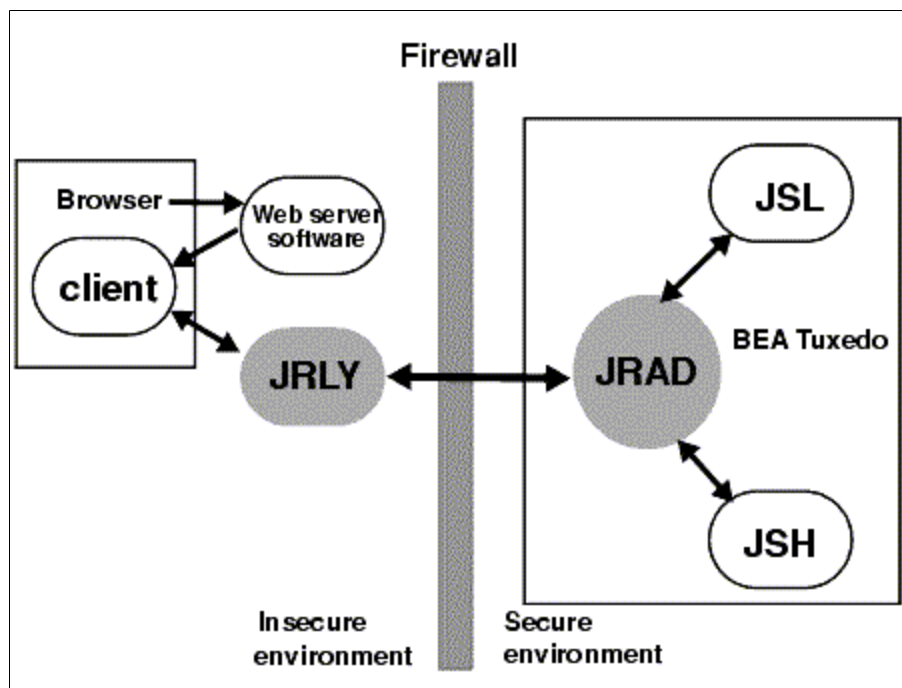 Firewall
Browser
Web server
software
client
JRLY
JSL
JRAD
BEA Tuxedo
JSH
Insecure
environment
Secure
environment